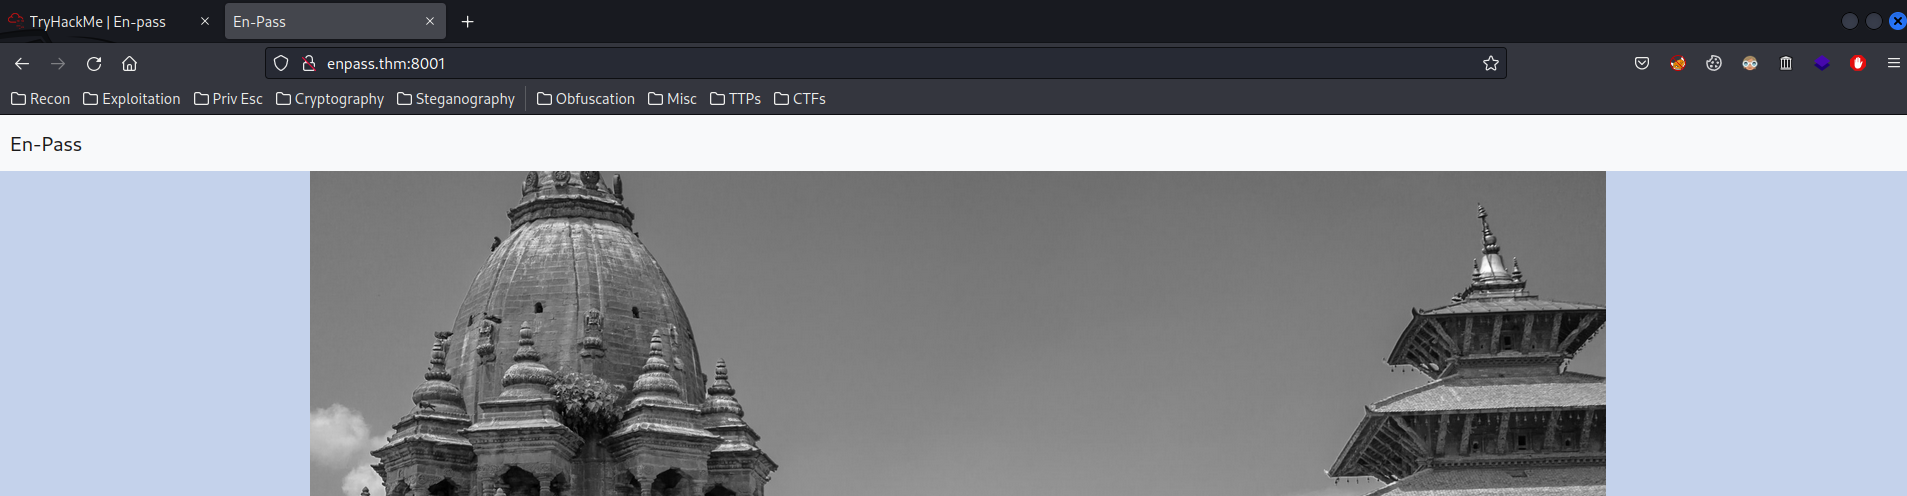 TryHackMe | En-pass
En-Pass
enpass.thm:8001
Recon Exploitation Priv Esc Cryptography Steganography Obfuscation Misc TTPs CTFs
En-Pass